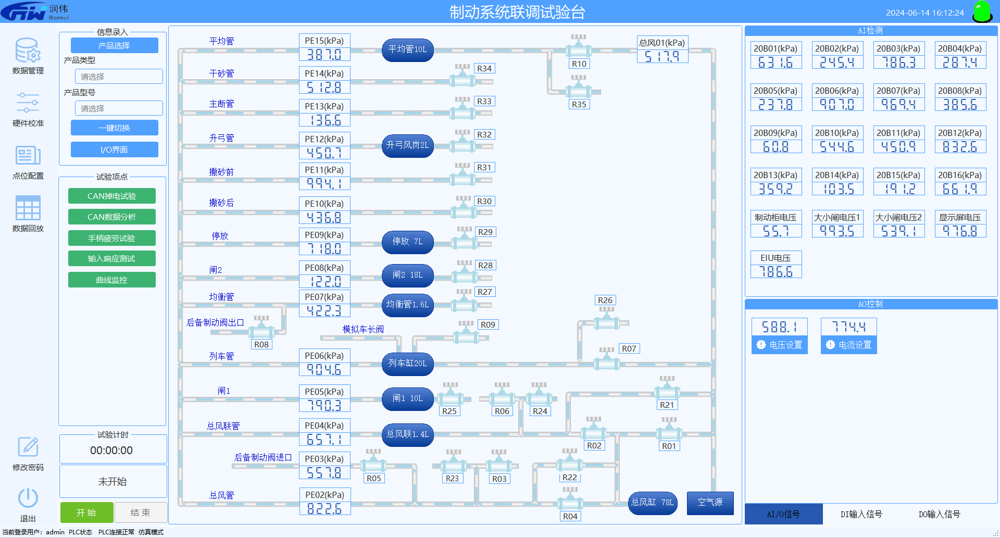 润伟
Runwei
制动系统联调试验台
2024-06-14 16:12:24
数据管理
硬件校准
点位配置
数据回放
修改密码
退出
信息录入
产品选择
产品类型
请选择
产品型号
请选择
一键切换
I/O界面
试验项点
CAN掉电试验
CAN数据分析
手柄疲劳试验
输入响应测试
曲线监控
试验计时
00:00:00
未开始
开 始
结 束
平均管
PE15(kPa)
387.0
平均管10L
R10
总风01(kPa)
517.9
干砂管
PE14(kPa)
512.8
R34
R35
主断管
PE13(kPa)
136.6
R33
升弓管
PE12(kPa)
450.7
升弓风岗2L
R32
撒砂前
PE11(kPa)
994.1
R31
撒砂后
PE10(kPa)
436.8
R30
停放
PE09(kPa)
718.0
停放 7L
R29
闸2
PE08(kPa)
122.0
闸2 18L
R28
均衡管
PE07(kPa)
422.3
均衡管1.6L
R27
R26
后备制动阀出口
R08
模拟车长阀
R09
列车管
PE06(kPa)
904.6
列车缸20L
R07
闸1
PE05(kPa)
790.3
闸1 10L
R25
R06
R24
R21
总风联管
PE04(kPa)
657.1
总风联1.4L
R02
R01
后备制动阀进口
PE03(kPa)
557.8
R05
R23
R03
R22
总风管
PE02(kPa)
822.6
R04
总风缸 78L
空气源
AI检测
20B01(kPa) 20B02(kPa) 20B03(kPa) 20B04(kPa)
631.6 245.4 786.3 287.4
20B05(kPa) 20B06(kPa) 20B07(kPa) 20B08(kPa)
237.8 907.0 969.4 385.6
20B09(kPa) 20B10(kPa) 20B11(kPa) 20B12(kPa)
60.8 544.6 450.9 832.6
20B13(kPa) 20B14(kPa) 20B15(kPa) 20B16(kPa)
359.2 103.5 191.2 661.9
制动柜电压 大小闸电压1 大小闸电压2 显示屏电压
55.7 993.5 539.1 976.8
EIU电压
786.6
AO控制
588.1 774.4
电压设置 电流设置
AI/O信号 DI输入信号 DO输入信号
当前登录用户: admin PLC状态 PLC连接正常 仿真模式